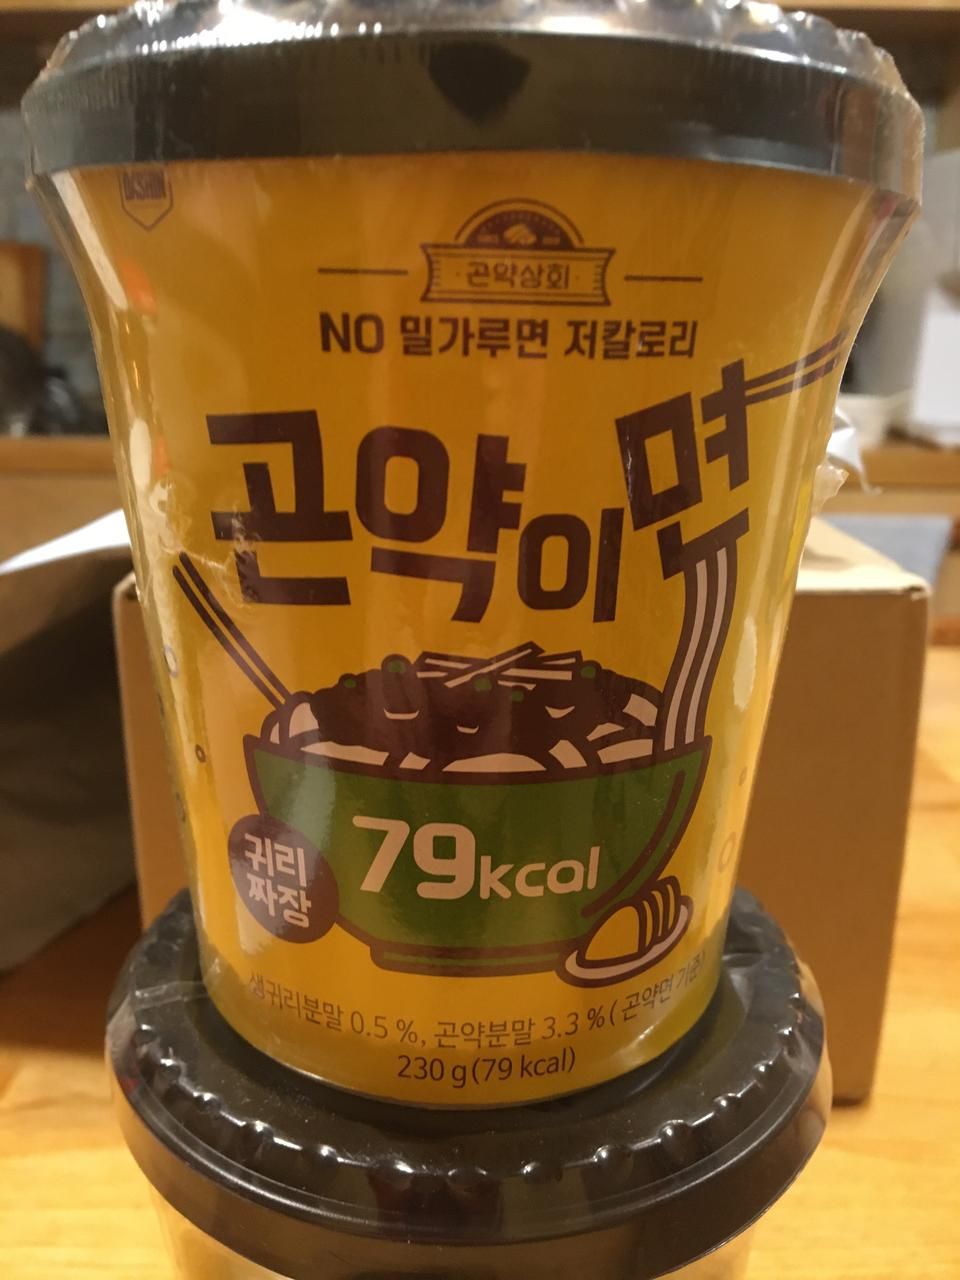 DASHIN
곤약상회
NO 밀가루면 저칼로리
곤약이면
79kcal
귀리
짜장
생귀리분말 0.5 %, 곤약분말 3.3 % ( 곤약면 기준)
230 g (79 kcal)